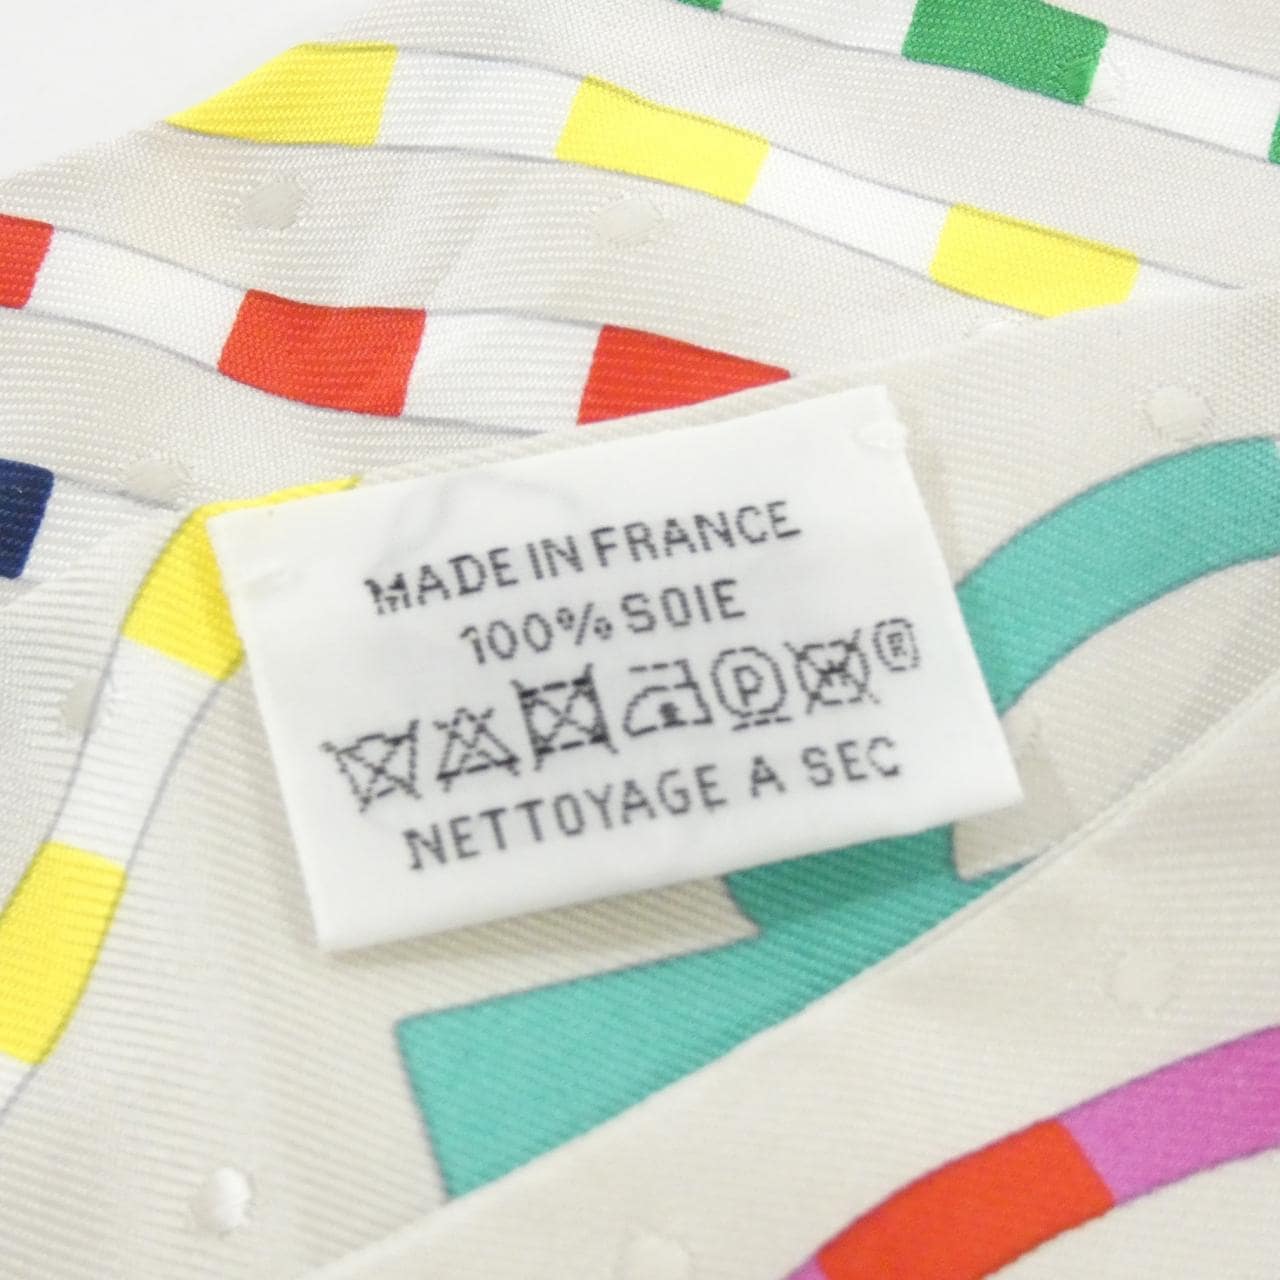 MADE IN FRANCE
100% SOIE
P ®
NETTOYAGE A SEC